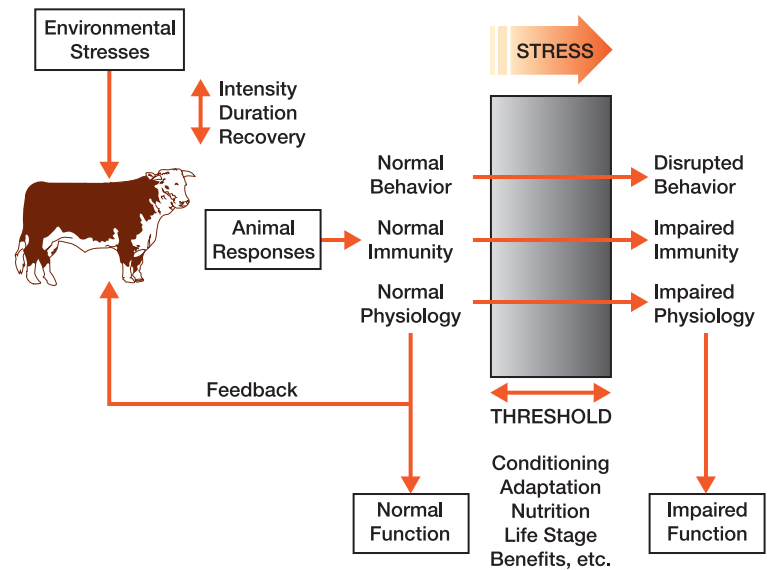 Environmental
Stresses
Intensity
Duration
Recovery
STRESS
Normal
Behavior
Disrupted
Behavior
Animal
Responses
Normal
Immunity
Impaired
Immunity
Normal
Physiology
Impaired
Physiology
Feedback
THRESHOLD
Conditioning
Adaptation
Nutrition
Life Stage
Benefits, etc.
Normal
Function
Impaired
Function